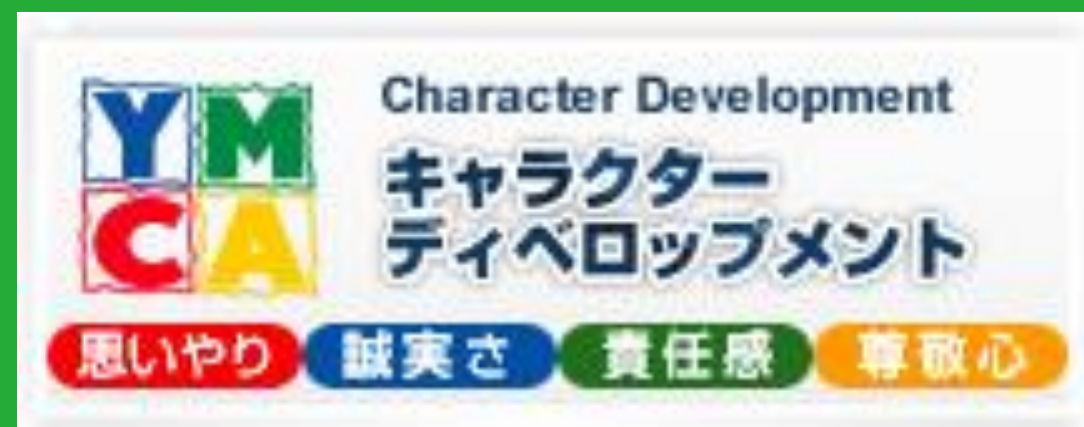 YM
CA
Character Development
キャラクター
ディベロップメント
思いやり 誠実さ 責任感 尊敬心